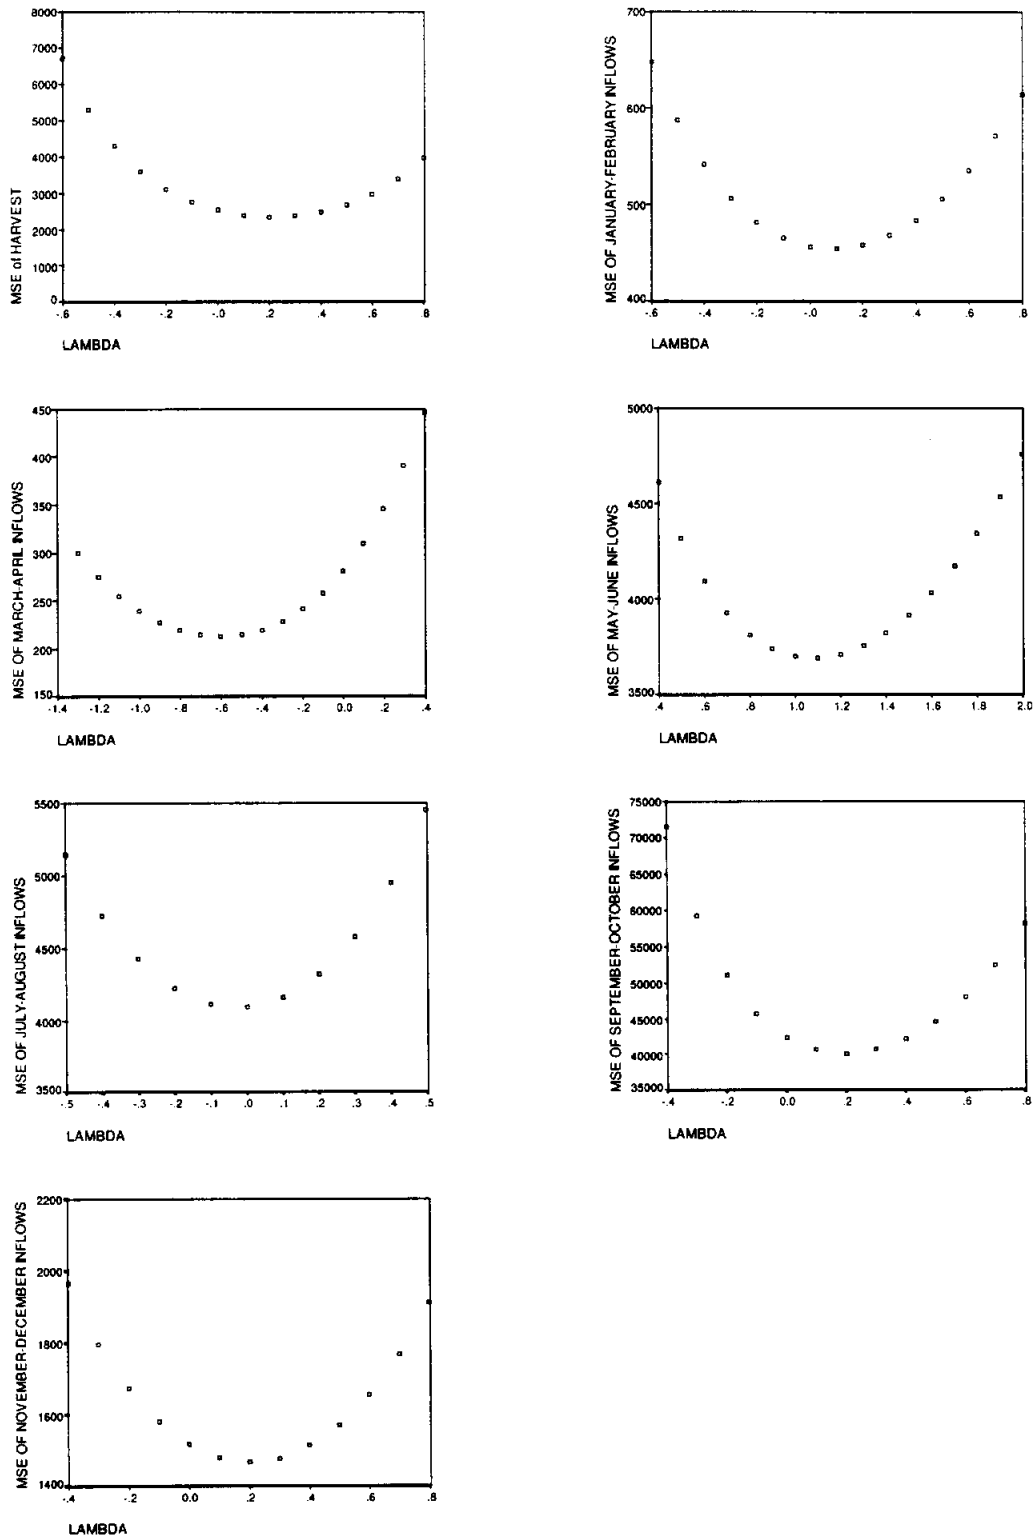 MSE of HARVEST
8000
7000
6000
5000
4000
3000
2000
1000
0
-.6 -.4 -.2 -.0 .2 .4 .6 .8
LAMBDA
MSE OF JANUARY-FEBRUARY INFLOWS
700
600
500
400
-.6 -.4 -.2 -.0 .2 .4 .6 .8
LAMBDA
MSE OF MARCH-APRIL INFLOWS
450
400
350
300
250
200
150
-1.4 -1.2 -1.0 -.8 -.6 -.4 -.2 0.0 .2 .4
LAMBDA
MSE OF MAY-JUNE INFLOWS
5000
4500
4000
3500
.4 .6 .8 1.0 1.2 1.4 1.6 1.8 2.0
LAMBDA
MSE OF JULY-AUGUST INFLOWS
5500
5000
4500
4000
3500
-.5 -.4 -.3 -.2 -.1 .0 .1 .2 .3 .4 .5
LAMBDA
MSE OF SEPTEMBER-OCTOBER INFLOWS
75000
70000
65000
60000
55000
50000
45000
40000
35000
-.4 -.2 0.0 .2 .4 .6 .8
LAMBDA
MSE OF NOVEMBER-DECEMBER INFLOWS
2200
2000
1800
1600
1400
-.4 -.2 0.0 .2 .4 .6 .8
LAMBDA